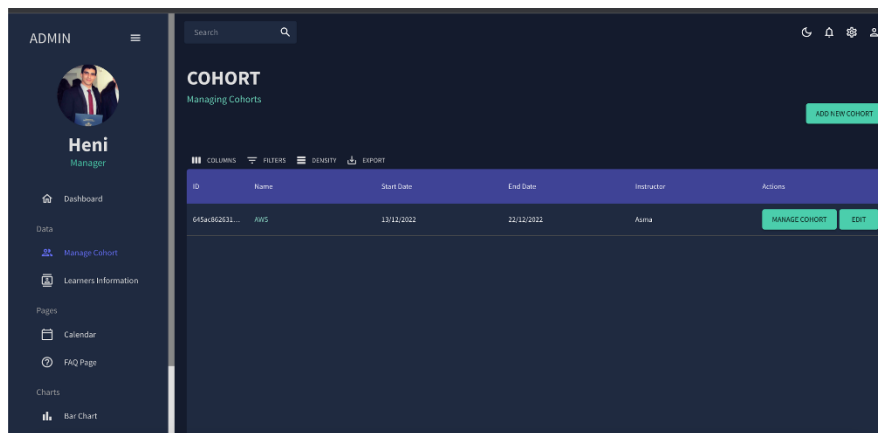 ADMIN
Heni
Manager
Dashboard
Data
Manage Cohort
Learners Information
Pages
Calendar
FAQ Page
Charts
Bar Chart
Search
COHORT
Managing Cohorts
ADD NEW COHORT
COLUMNS FILTERS DENSITY EXPORT
ID Name Start Date End Date Instructor Actions
645ac862631... AWS 13/12/2022 22/12/2022 Asma MANAGE COHORT EDIT